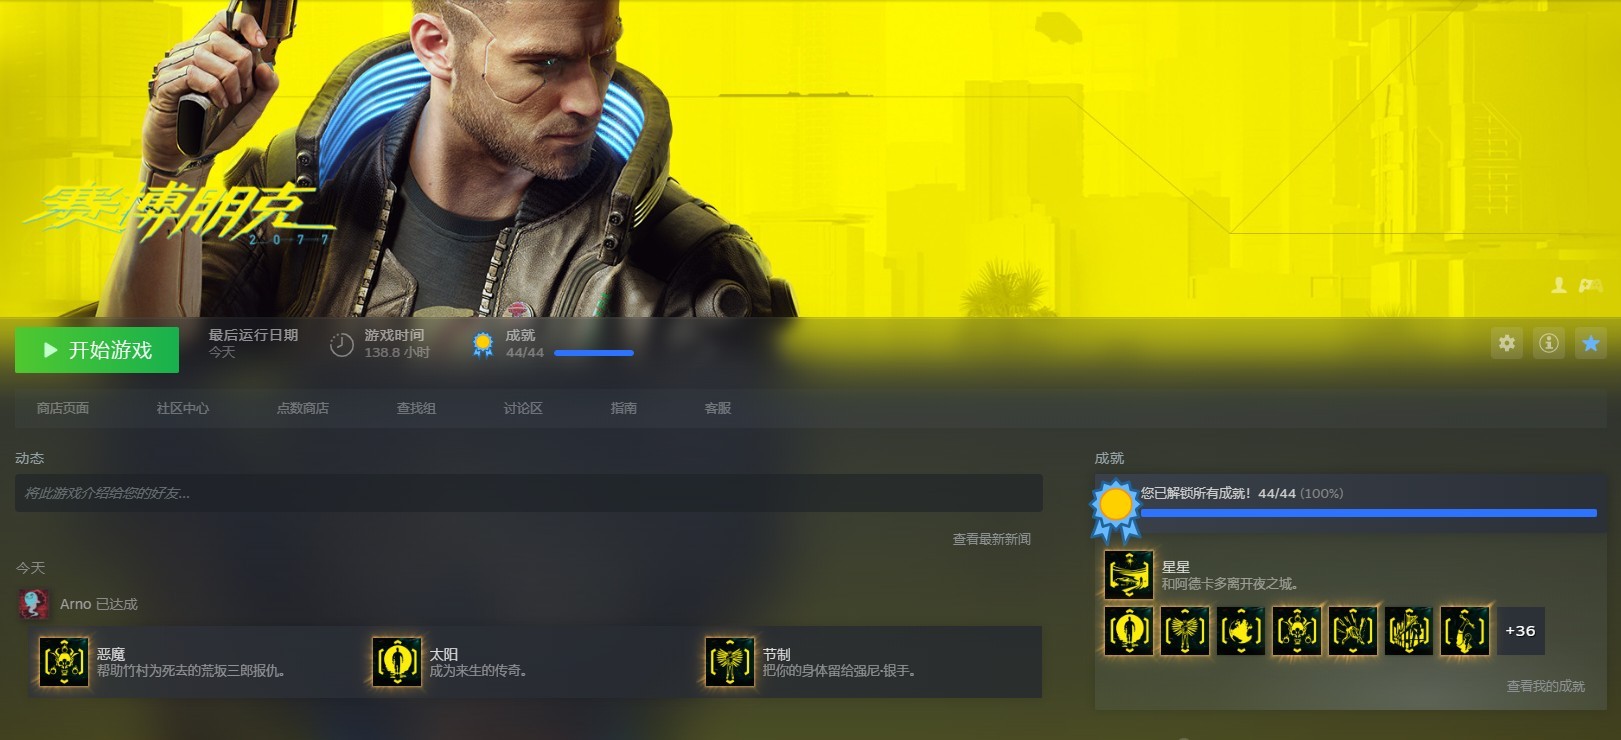 赛博朋克
2077
开始游戏
最后运行日期
今天
游戏时间
138.8 小时
成就
44/44
商店页面 社区中心 点数商店 查找组 讨论区 指南 客服
动态
将此游戏介绍给您的好友...
查看最新新闻
今天
Arno 已达成
恶魔
帮助竹村为死去的荒坂三郎报仇。
太阳
成为来生的传奇。
节制
把你的身体留给强尼·银手。
成就
您已解锁所有成就！44/44 (100%)
星星
和阿德卡多离开夜之城。
+36
查看我的成就